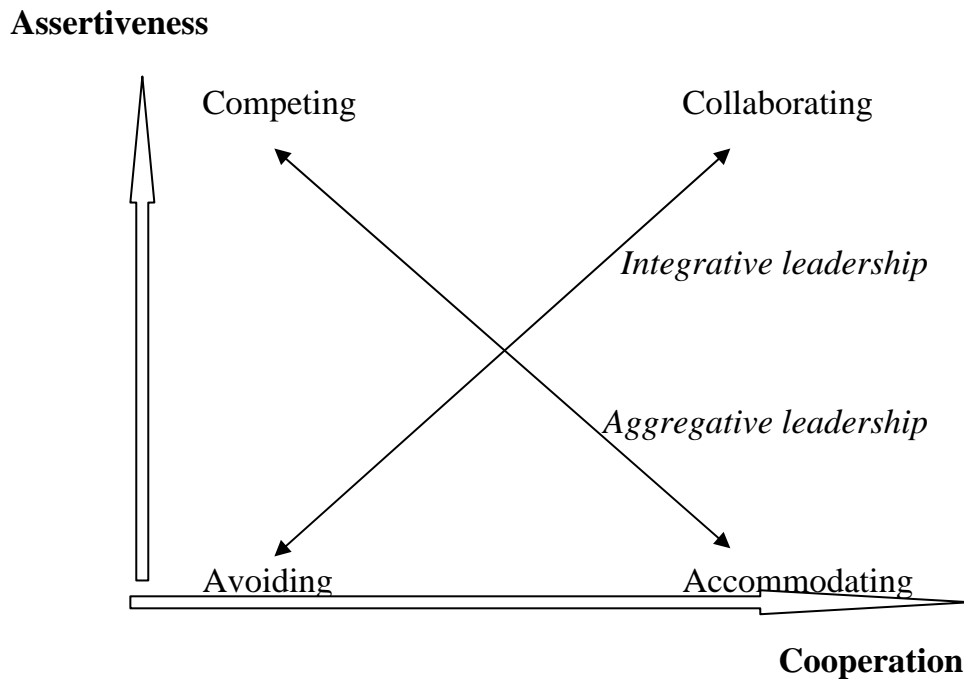 Assertiveness
Competing
Collaborating
Integrative leadership
Aggregative leadership
Avoiding
Accommodating
Cooperation